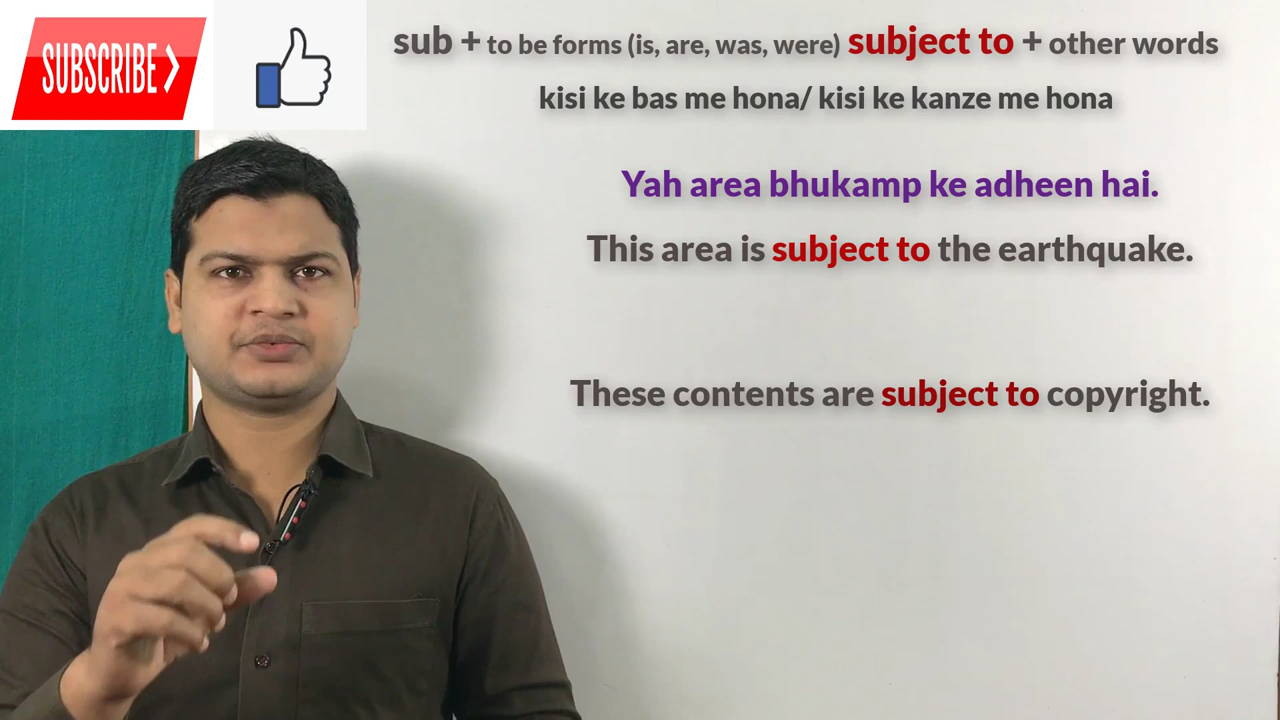 SUBSCRIBE
sub + to be forms (is, are, was, were) subject to + other words
kisi ke bas me hona/ kisi ke kanze me hona
Yah area bhukamp ke adheen hai.
This area is subject to the earthquake.
These contents are subject to copyright.